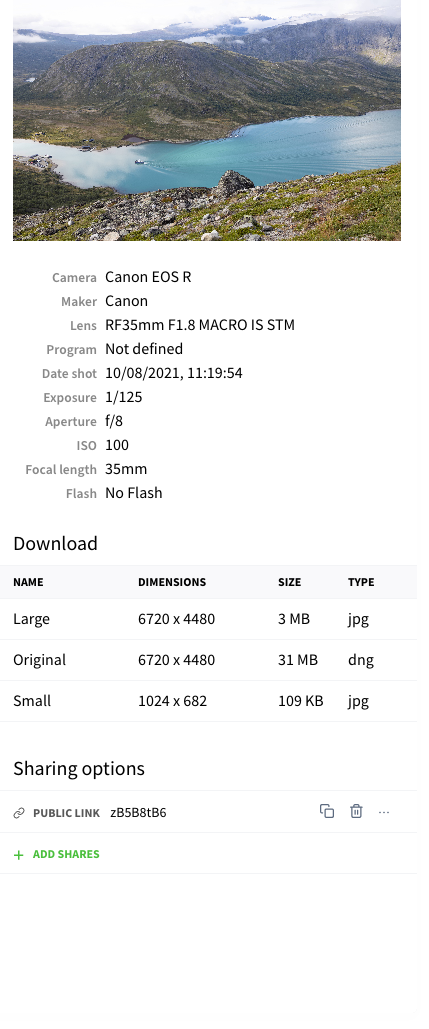 Camera Canon EOS R
Maker Canon
Lens RF35mm F1.8 MACRO IS STM
Program Not defined
Date shot 10/08/2021, 11:19:54
Exposure 1/125
Aperture f/8
ISO 100
Focal length 35mm
Flash No Flash
Download
NAME DIMENSIONS SIZE TYPE
Large 6720 x 4480 3 MB jpg
Original 6720 x 4480 31 MB dng
Small 1024 x 682 109 KB jpg
Sharing options
PUBLIC LINK zB5B8tB6
ADD SHARES